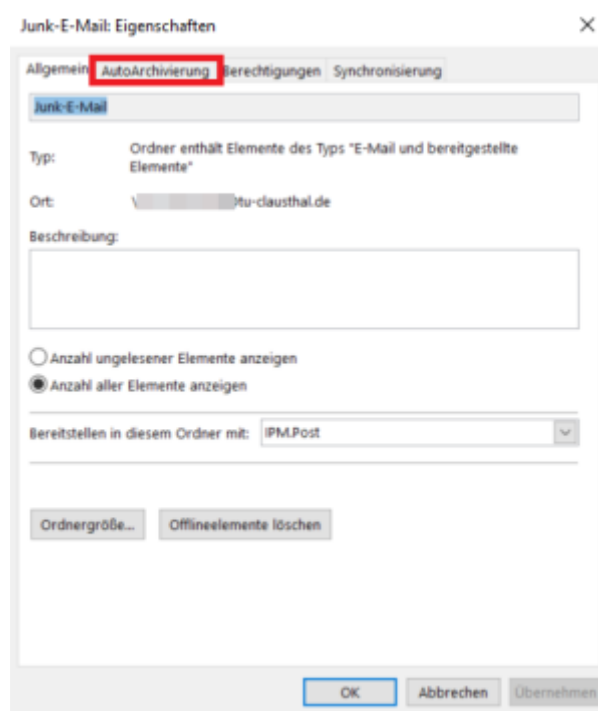 Junk-E-Mail: Eigenschaften
Allgemein AutoArchivierung Berechtigungen Synchronisierung
Junk-E-Mail
Typ: Ordner enthält Elemente des Typs "E-Mail und bereitgestellte
Elemente"
Ort: \ tu-clausthal.de
Beschreibung:
Anzahl ungelesener Elemente anzeigen
Anzahl aller Elemente anzeigen
Bereitstellen in diesem Ordner mit: IPM.Post
Ordnergröße... Offlineelemente löschen
OK Abbrechen Übernehmen